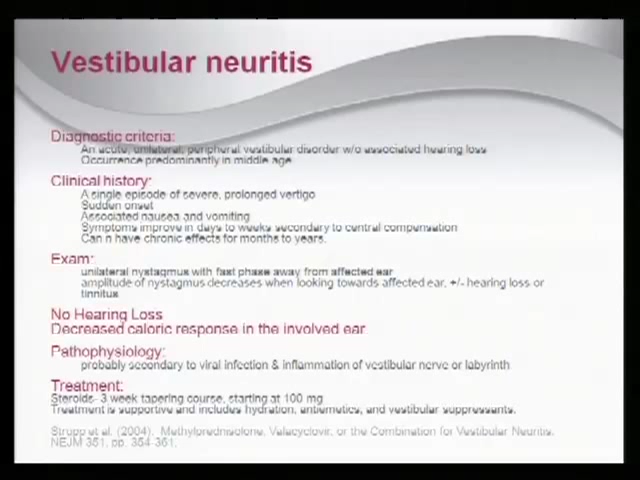 Vestibular neuritis
Diagnostic criteria:
An acute, unilateral, peripheral vestibular disorder w/o associated hearing loss
Occurrence predominantly in middle age
Clinical history:
A single episode of severe, prolonged vertigo
Sudden onset
Associated nausea and vomiting
Symptoms improve in days to weeks secondary to central compensation
Can n have chronic effects for months to years.
Exam:
unilateral nystagmus with fast phase away from affected ear
amplitude of nystagmus decreases when looking towards affected ear, +/- hearing loss or
tinnitus
No Hearing Loss
Decreased caloric response in the involved ear
Pathophysiology:
probably secondary to viral infection & inflammation of vestibular nerve or labyrinth
Treatment:
Steroids- 3 week tapering course, starting at 100 mg
Treatment is supportive and includes hydration, antiemetics, and vestibular suppressants.
Strupp et al. (2004). Methylprednisolone, Valacyclovir, or the Combination for Vestibular Neuritis.
NEJM 351, pp. 354-361.